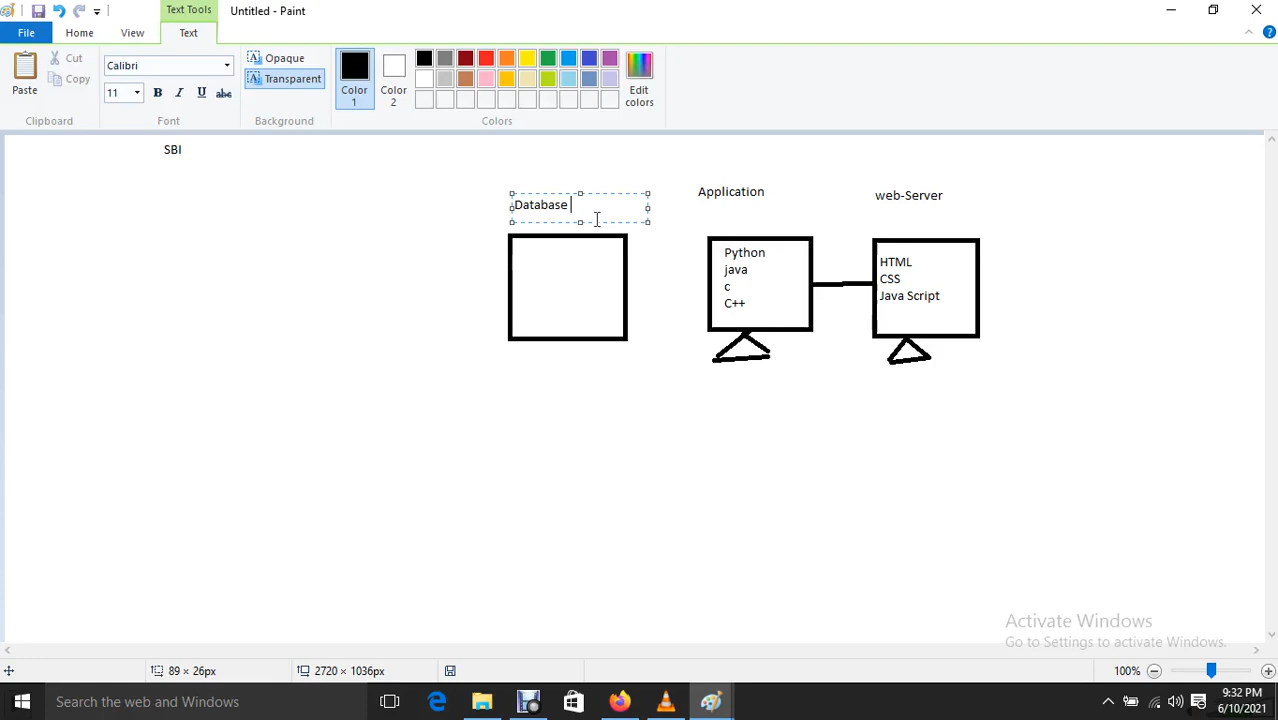 Text Tools
Untitled - Paint
File
Home
View
Text
Paste
Cut
Copy
Clipboard
Calibri
11
B I U abc
Font
Opaque
Transparent
Background
Color 1
Color 2
Edit colors
Colors
SBI
Database
Application
web-Server
Python
java
c
C++
HTML
CSS
Java Script
Activate Windows
Go to Settings to activate Windows.
89 × 26px
2720 × 1036px
100%
Search the web and Windows
9:32 PM
6/10/2021